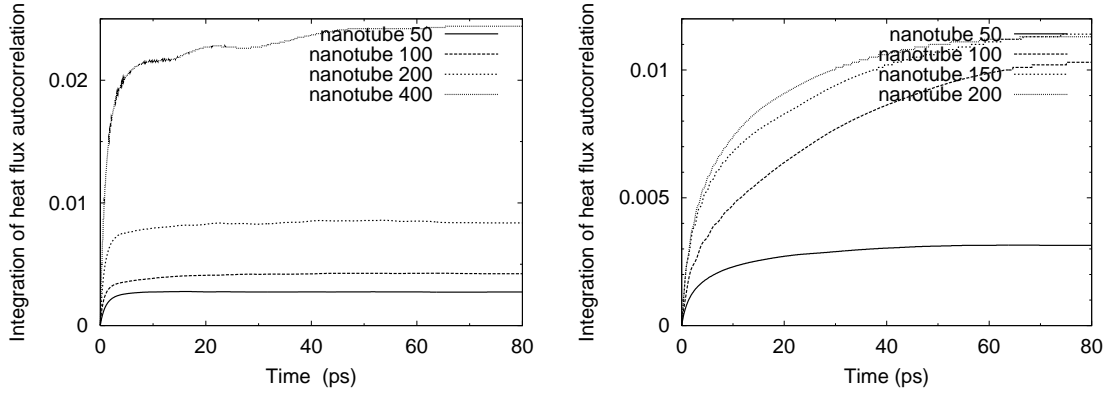 Integration of heat flux autocorrelation
0.02
0.01
0
nanotube 50
nanotube 100
nanotube 200
nanotube 400
0
20
40
60
80
Time (ps)
Integration of heat flux autocorrelation
0.01
0.005
0
nanotube 50
nanotube 100
nanotube 150
nanotube 200
0
20
40
60
80
Time (ps)